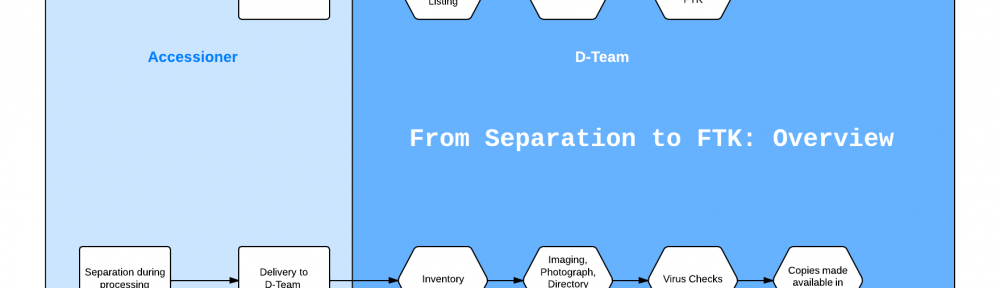 Listing
FTK
Accessioner
D-Team
From Separation to FTK: Overview
Separation during
processing
Delivery to
D-Team
Inventory
Imaging,
Photograph,
Directory
Virus Checks
Copies made
available in